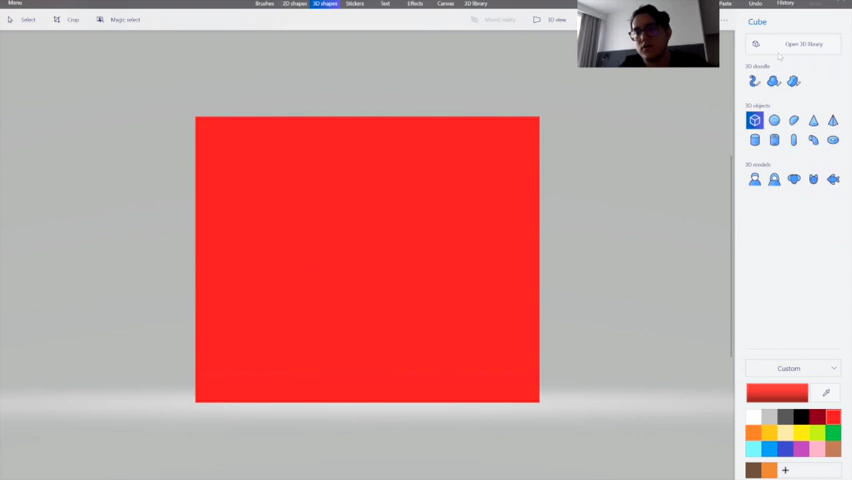 Menu
Brushes
2D shapes
3D shapes
Stickers
Text
Effects
Canvas
3D library
Paste
Undo
History
Select
Crop
Magic select
Mixed reality
3D view
Cube
Open 3D library
3D doodle
3D objects
3D models
Custom